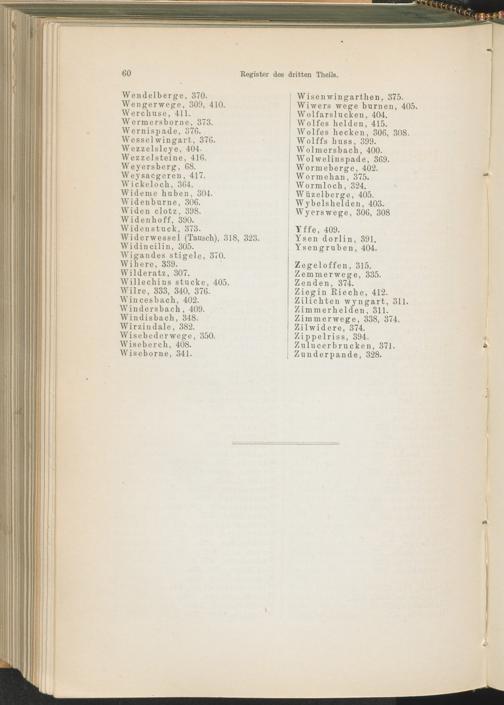 60
Register des dritten Theils.
Wendelberge, 370.
Wengerwege, 309, 410.
Werchuse, 411.
Wermersborne, 373.
Wernispade, 376.
Wesselwingart, 376.
Wezzelsleye, 404.
Wezzelsteine, 416.
Weyersberg, 68.
Weysacgeren, 417.
Wickeloch, 364.
Wideme huben, 304.
Widenburne, 306.
Widen clotz, 398.
Widenhoff, 390.
Widenstuck, 373.
Widerwessel (Tausch), 318, 323.
Widineilin, 305.
Wigandes stigele, 370.
Wihere, 339.
Wilderatz, 307.
Willechins stucke, 405.
Wilre, 333, 340, 376.
Wincesbach, 402.
Windersbach, 409.
Windisbach, 348.
Wirzindale, 382.
Wisebederwege, 350.
Wiseberch, 408.
Wiseborne, 341.
Wisenwingarthen, 375.
Wiwers wege burnen, 405.
Wolfarslucken, 404.
Wolfes helden, 415.
Wolfes hecken, 306, 308.
Wolffs huss, 399.
Wolmersbach, 400.
Wolwelinspade, 369.
Wormeberge, 402.
Wormehan, 375.
Wormloch, 324.
Wüzelberge, 405.
Wybelshelden, 403.
Wyerswege, 306, 308
Yffe, 409.
Ysen dorlin, 391.
Ysengruben, 404.
Zegeloffen, 315.
Zemmerwege, 335.
Zenden, 374.
Ziegin Rieche, 412.
Zilichten wyngart, 311.
Zimmerhelden, 311.
Zimmerwege, 338, 374.
Zilwidere, 374.
Zippelriss, 394.
Zulucerbrucken, 371.
Zunderpande, 328.